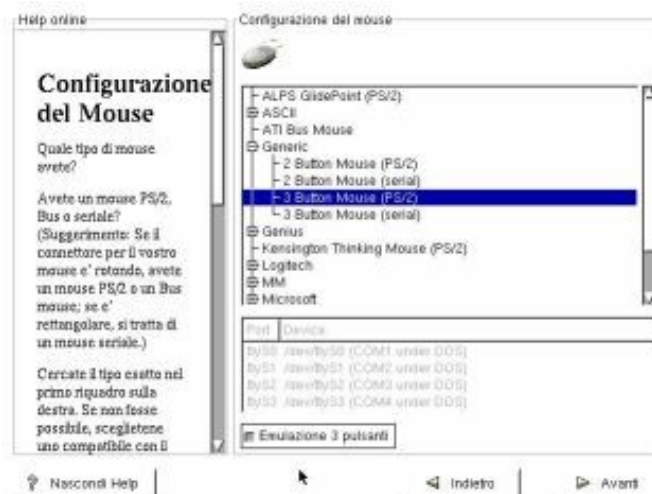 Help online
Configurazione
del Mouse
Quale tipo di mouse
avete?
Avete un mouse PS/2,
Bus o seriale?
(Suggerimento: Se il
connettore per il vostro
mouse e' rotondo, avete
un mouse PS/2 o un Bus
mouse; se e'
rettangolare, si tratta di
un mouse seriale.)
Cercate il tipo esatto nel
primo riquadro sulla
destra. Se non fosse
possibile, sceglietene
uno compatibile con il
Configurazione del mouse
ALPS GlidePoint (PS/2)
ASCII
ATI Bus Mouse
Generic
2 Button Mouse (PS/2)
2 Button Mouse (serial)
3 Button Mouse (PS/2)
3 Button Mouse (serial)
Genius
Kensington Thinking Mouse (PS/2)
Logitech
MM
Microsoft
Port Device
ttyS0 /dev/ttyS0 (COM1 under DOS)
ttyS1 /dev/ttyS1 (COM2 under DOS)
ttyS2 /dev/ttyS2 (COM3 under DOS)
ttyS3 /dev/ttyS3 (COM4 under DOS)
Emulazione 3 pulsanti
Nascondi Help
Indietro
Avanti